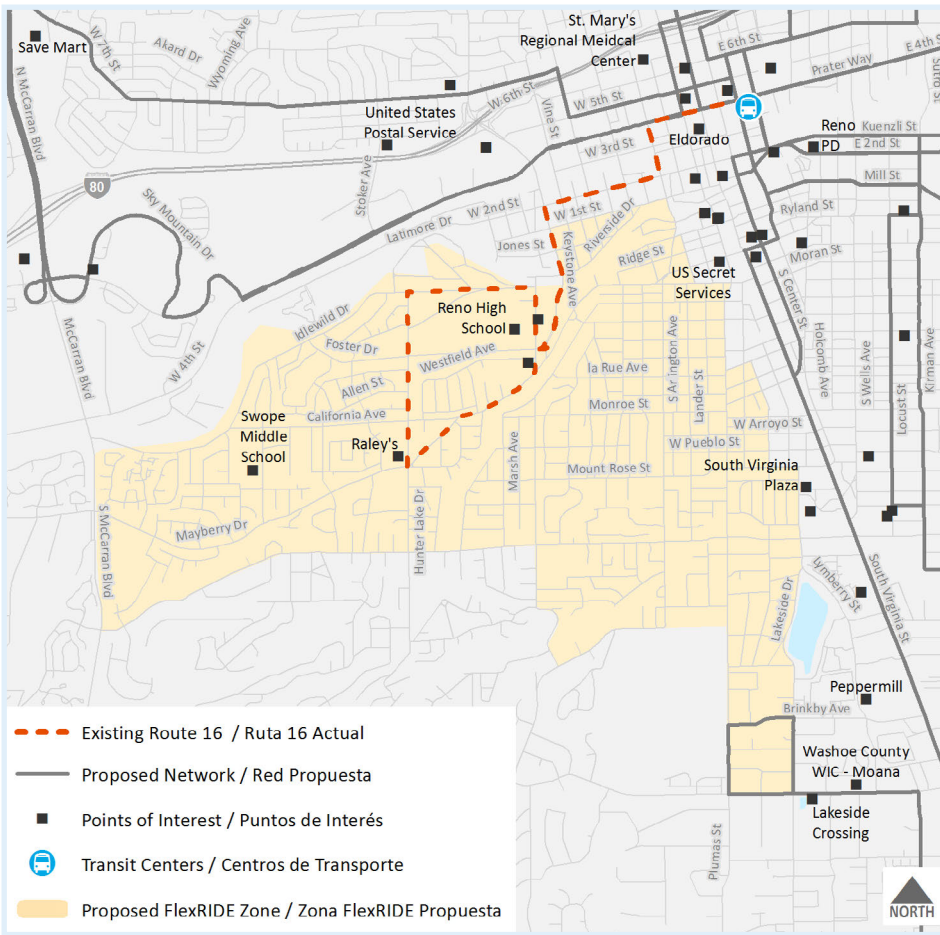 St. Mary's
Regional Meidcal
Center
E 6th St
E 4th S
Save Mart
W 7th St
Akard Dr
Wyoming Ave
Prater Way
Sutro St
N McCarran Blvd
W 6th St
W 5th St
Vine St
United States
Postal Service
Eldorado
Reno
PD
Kuenzli St
E 2nd St
W 3rd St
Mill St
80
Stoker Ave
Sky Mountain Dr
W 2nd St
W 1st St
Riverside Dr
Ryland St
Latimore Dr
Jones St
Keystone Ave
Ridge St
Moran St
US Secret
Services
S Center St
Reno High
School
Idlewild Dr
Foster Dr
Westfield Ave
McCarran Blvd
W 4th St
Allen St
la Rue Ave
S Arlington Ave
Lander St
Holcomb Ave
S Wells Ave
Locust St
Kirman Ave
California Ave
Monroe St
Swope
Middle
School
Raley's
W Arroyo St
W Pueblo St
Marsh Ave
Mount Rose St
South Virginia
Plaza
S McCarran Blvd
Mayberry Dr
Hunter Lake Dr
Lakeside Dr
Lymberry St
South Virginia St
Peppermill
Brinkby Ave
Washoe County
WIC - Moana
Lakeside
Crossing
Plumas St
Existing Route 16 / Ruta 16 Actual
Proposed Network / Red Propuesta
Points of Interest / Puntos de Interés
Transit Centers / Centros de Transporte
Proposed FlexRIDE Zone / Zona FlexRIDE Propuesta
NORTH